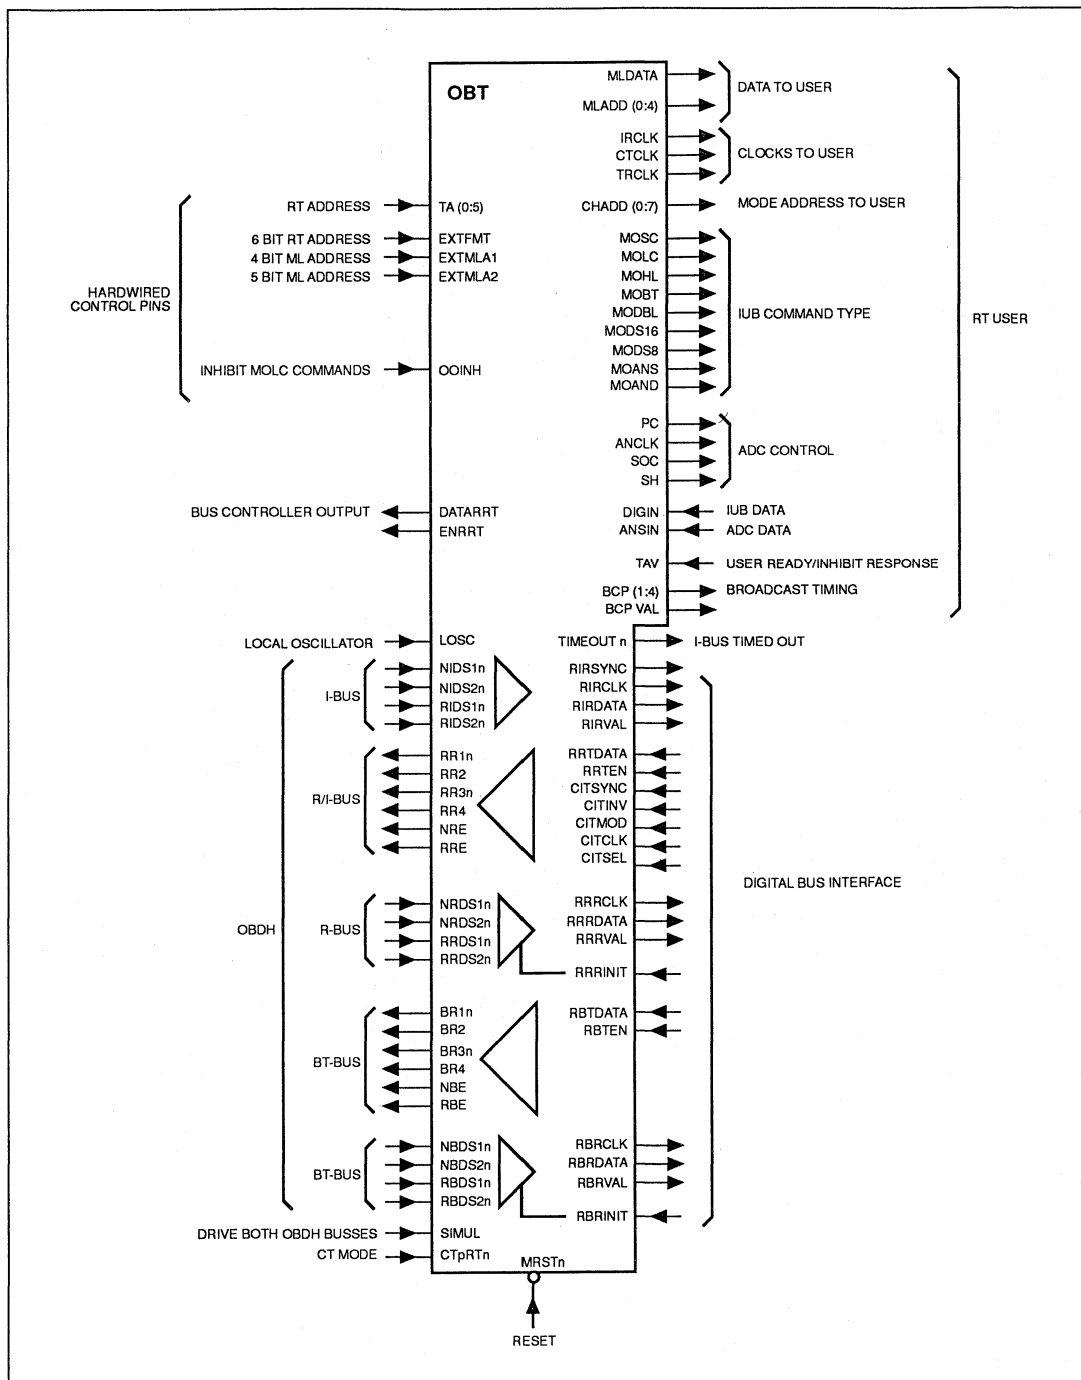 OBT
MLDATA
MLADD (0:4)
DATA TO USER
IRCLK
CTCLK
TRCLK
CLOCKS TO USER
RT ADDRESS
TA (0:5)
CHADD (0:7)
MODE ADDRESS TO USER
6 BIT RT ADDRESS
4 BIT ML ADDRESS
5 BIT ML ADDRESS
EXTFMT
EXTMLA1
EXTMLA2
HARDWIRED
CONTROL PINS
INHIBIT MOLC COMMANDS
OOINH
MOSC
MOLC
MOHL
MOBT
MODBL
MODS16
MODS8
MOANS
MOAND
IUB COMMAND TYPE
RT USER
PC
ANCLK
SOC
SH
ADC CONTROL
BUS CONTROLLER OUTPUT
DATARRT
ENRRT
DIGIN
IUB DATA
ANSIN
ADC DATA
TAV
USER READY/INHIBIT RESPONSE
BCP (1:4)
BROADCAST TIMING
BCP VAL
LOCAL OSCILLATOR
LOSC
TIMEOUT n
I-BUS TIMED OUT
I-BUS
NIDS1n
NIDS2n
RIDS1n
RIDS2n
RIRSYNC
RIRCLK
RIRDATA
RIRVAL
R/I-BUS
RR1n
RR2
RR3n
RR4
NRE
RRE
RRTDATA
RRTEN
CITSYNC
CITINV
CITMOD
CITCLK
CITSEL
DIGITAL BUS INTERFACE
OBDH
R-BUS
NRDS1n
NRDS2n
RRDS1n
RRDS2n
RRRCLK
RRRDATA
RRRVAL
RRRINIT
BT-BUS
BR1n
BR2
BR3n
BR4
NBE
RBE
RBTDATA
RBTEN
BT-BUS
NBDS1n
NBDS2n
RBDS1n
RBDS2n
RBRCLK
RBRDATA
RBRVAL
RBRINIT
DRIVE BOTH OBDH BUSSES
SIMUL
CT MODE
CTpRTn
MRSTn
RESET